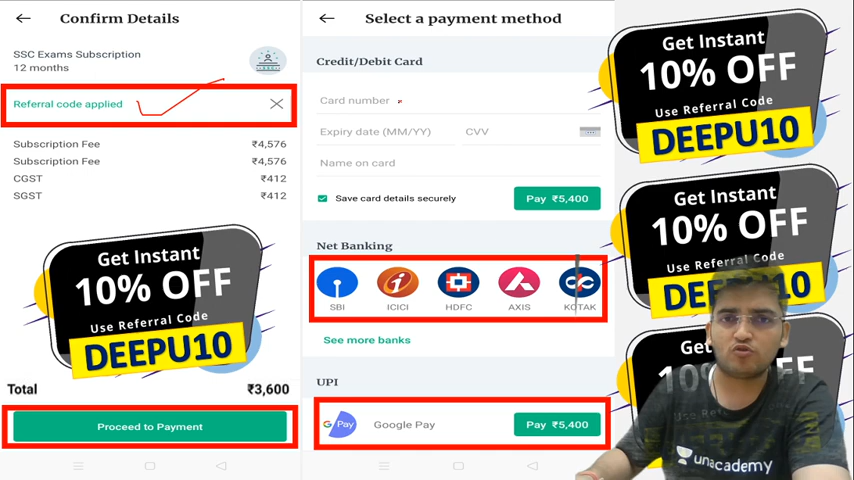 Confirm Details
SSC Exams Subscription
12 months
Referral code applied
Subscription Fee ₹4,576
Subscription Fee ₹4,576
CGST ₹412
SGST ₹412
Get Instant
10% OFF
Use Referral Code
DEEPU10
Total ₹3,600
Proceed to Payment
Select a payment method
Credit/Debit Card
Card number
Expiry date (MM/YY) CVV
Name on card
Save card details securely Pay ₹5,400
Net Banking
SBI ICICI HDFC AXIS KOTAK
See more banks
UPI
G Pay Google Pay Pay ₹5,400
Get Instant
10% OFF
Use Referral Code
DEEPU10
Get Instant
10% OFF
Use Referral Code
DEEPU10
Get
unacademy